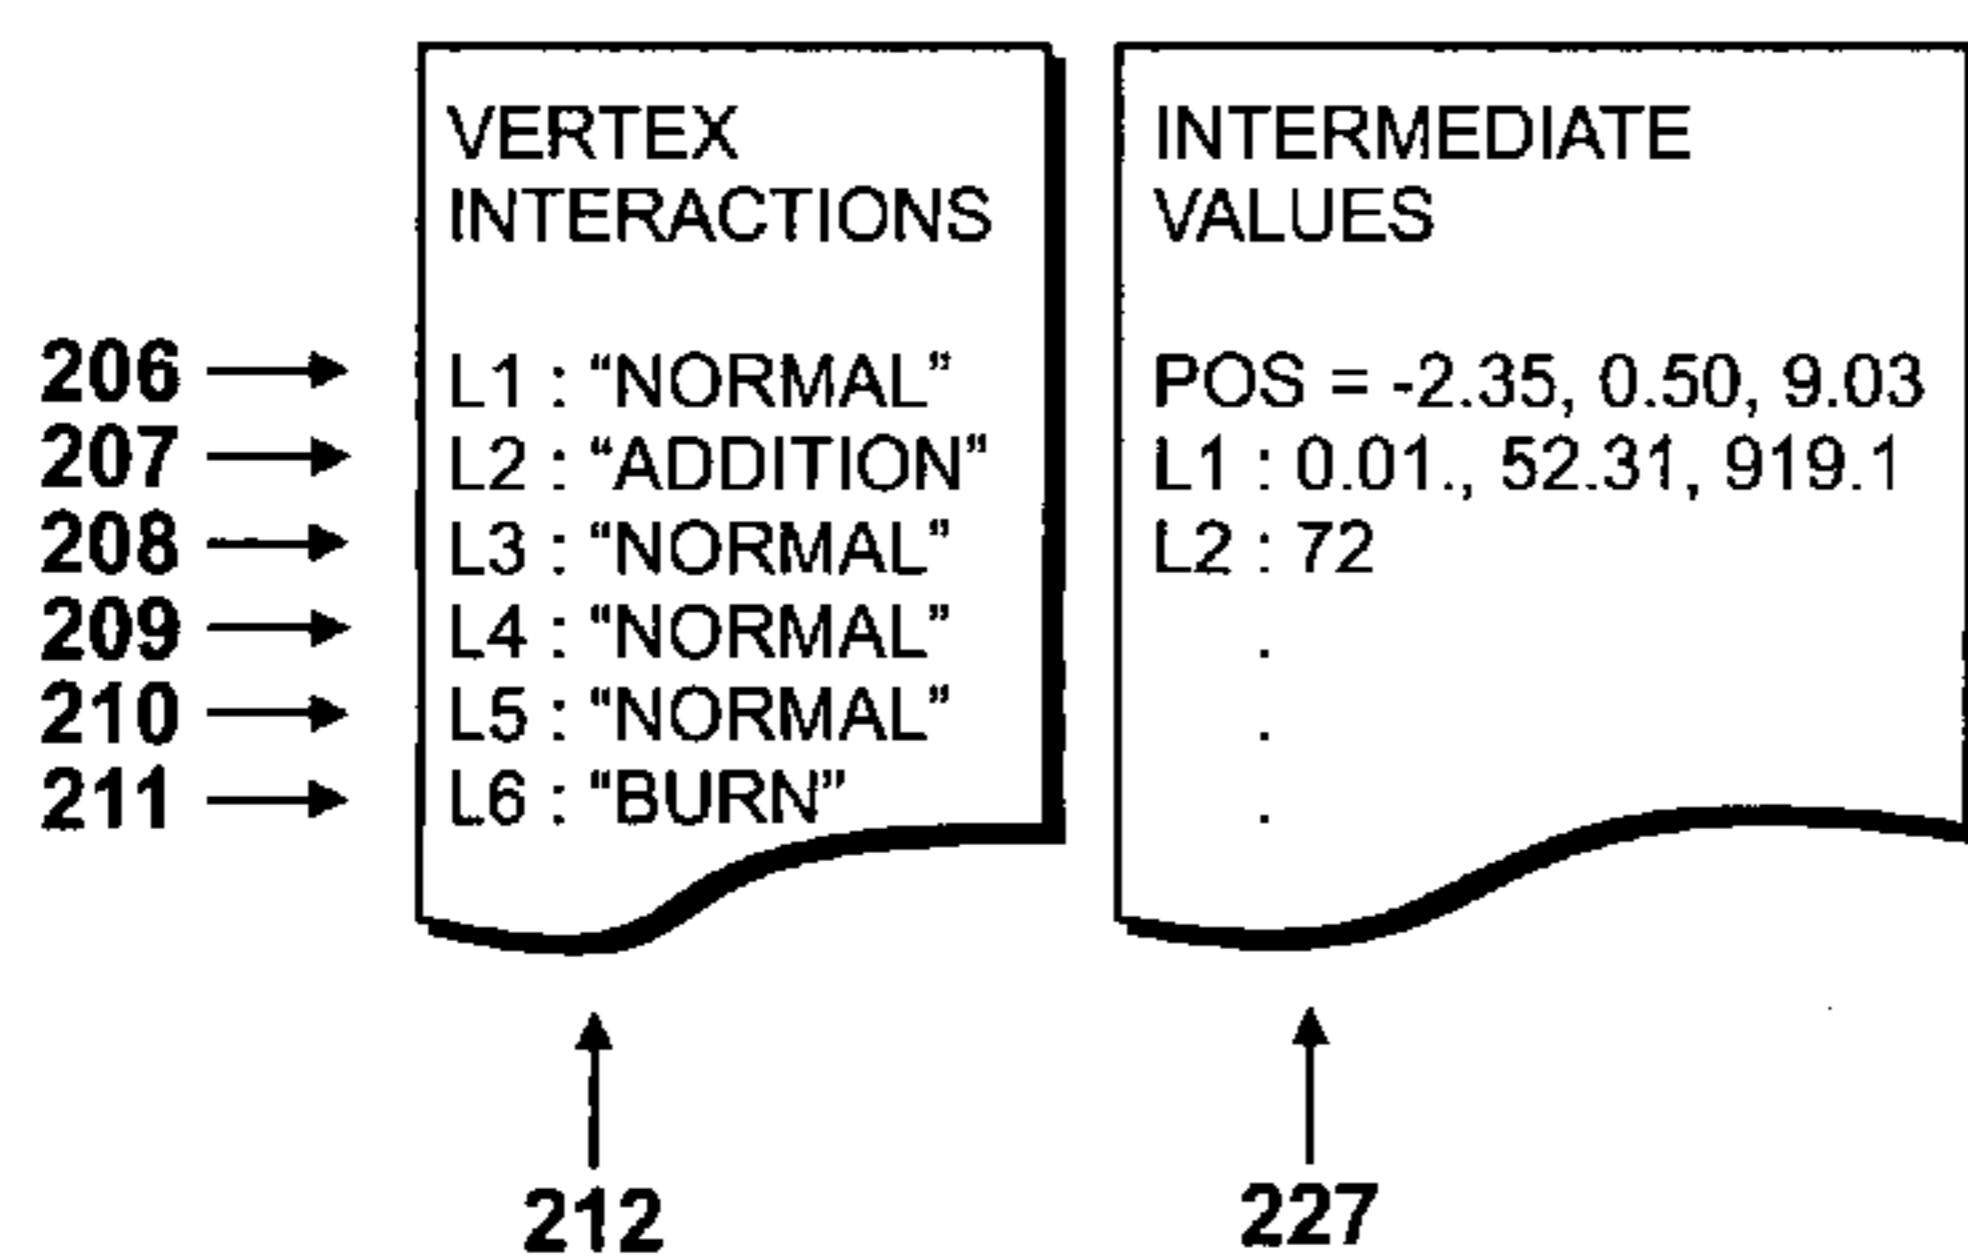 VERTEX
INTERACTIONS
206 L1 : “NORMAL”
207 L2 : “ADDITION”
208 L3 : “NORMAL”
209 L4 : “NORMAL”
210 L5 : “NORMAL”
211 L6 : “BURN”
212
INTERMEDIATE
VALUES
POS = -2.35, 0.50, 9.03
L1 : 0.01., 52.31, 919.1
L2 : 72
.
.
.
227